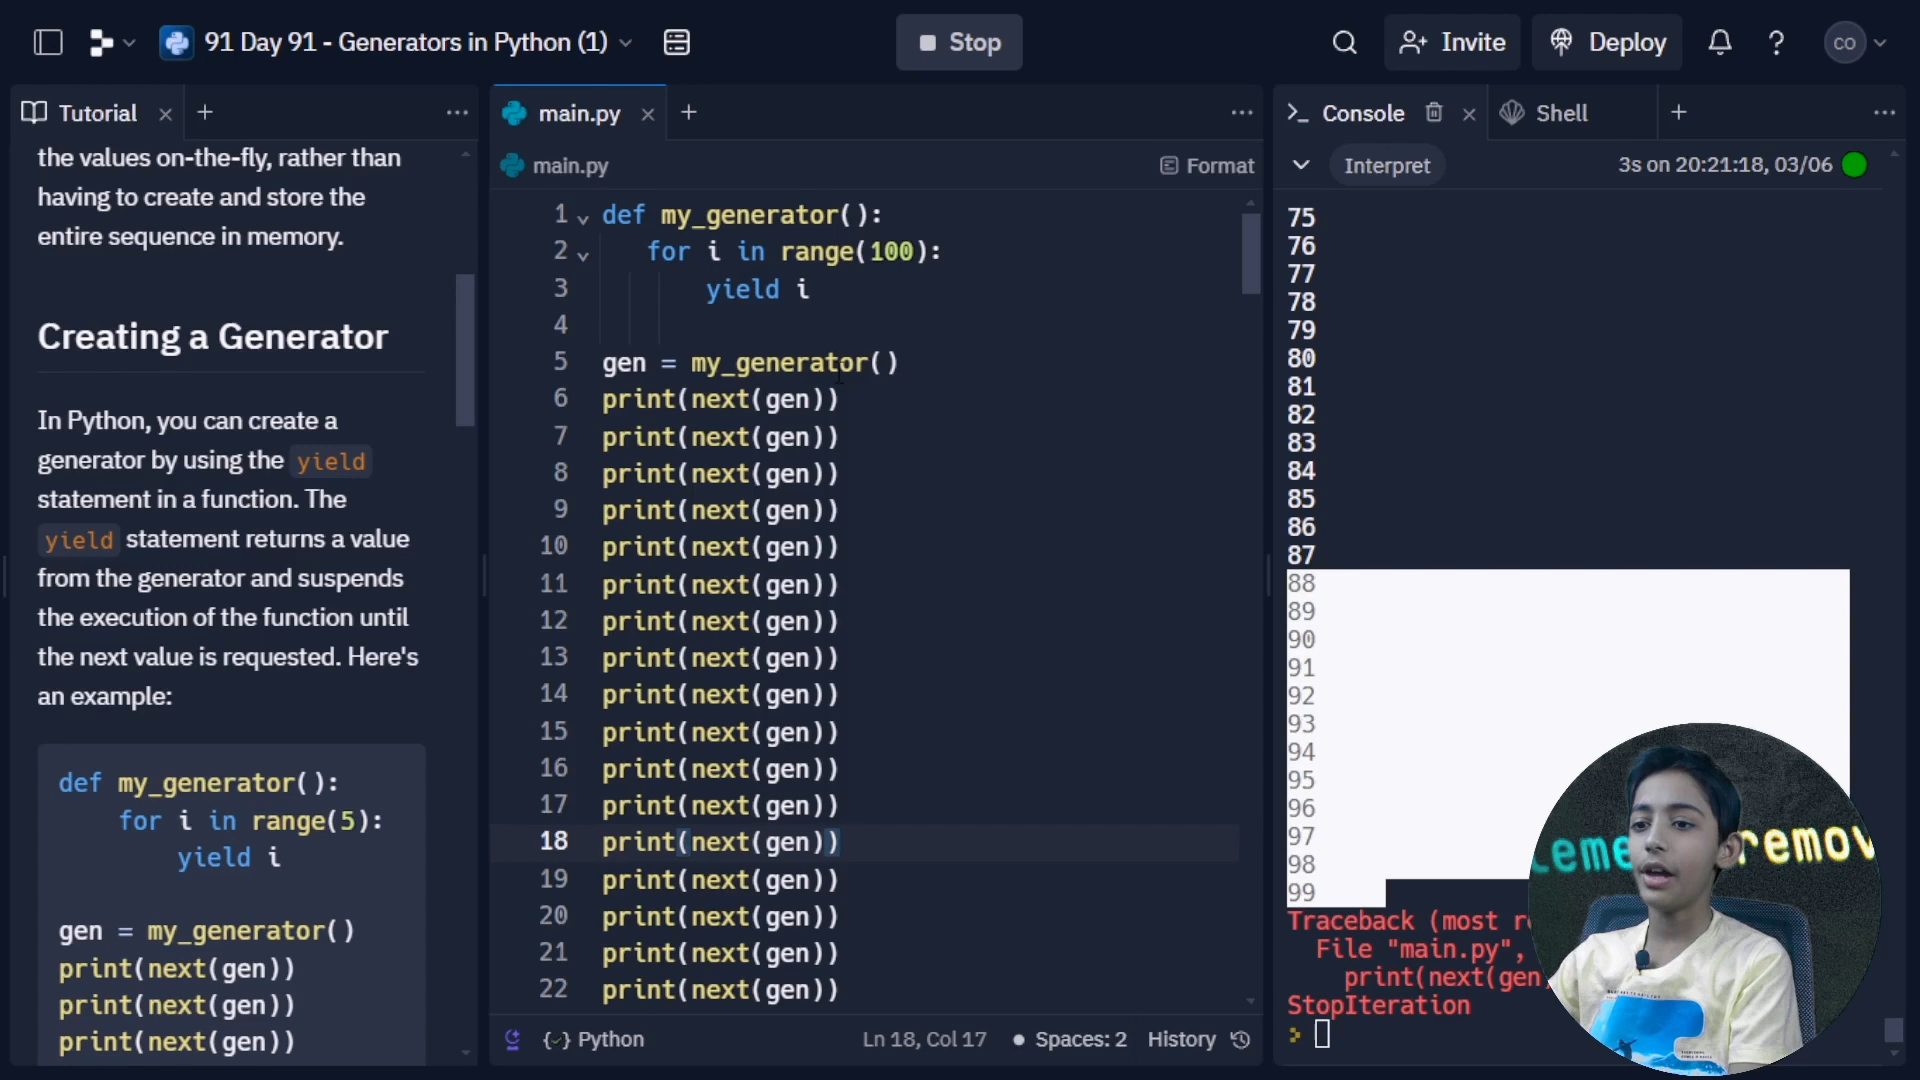 91 Day 91 - Generators in Python (1)
Stop
Invite
Deploy
CO
Tutorial
the values on-the-fly, rather than
having to create and store the
entire sequence in memory.
Creating a Generator
In Python, you can create a
generator by using the yield
statement in a function. The
yield statement returns a value
from the generator and suspends
the execution of the function until
the next value is requested. Here's
an example:
def my_generator():
for i in range(5):
yield i
gen = my_generator()
print(next(gen))
print(next(gen))
print(next(gen))
main.py
main.py
Format
1 def my_generator():
2 for i in range(100):
3 yield i
4
5 gen = my_generator()
6 print(next(gen))
7 print(next(gen))
8 print(next(gen))
9 print(next(gen))
10 print(next(gen))
11 print(next(gen))
12 print(next(gen))
13 print(next(gen))
14 print(next(gen))
15 print(next(gen))
16 print(next(gen))
17 print(next(gen))
18 print(next(gen))
19 print(next(gen))
20 print(next(gen))
21 print(next(gen))
22 print(next(gen))
Python
Ln 18, Col 17
Spaces: 2
History
Console
Shell
Interpret
3s on 20:21:18, 03/06
75
76
77
78
79
80
81
82
83
84
85
86
87
88
89
90
91
92
93
94
95
96
97
98
99
Traceback (most r
File "main.py",
print(next(gen)
StopIteration
leme remov